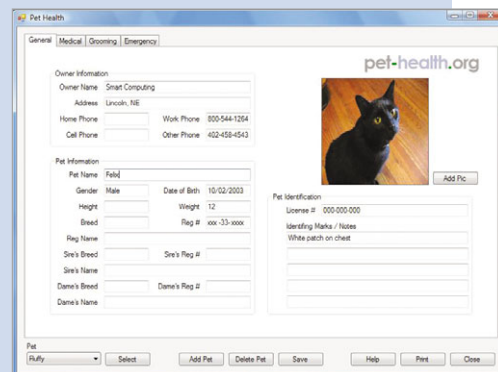 Pet Health
General Medical Grooming Emergency
pet-health.org
Owner Information
Owner Name Smart Computing
Address Lincoln, NE
Home Phone Work Phone 800-544-1264
Cell Phone Other Phone 402-458-4543
Add Pic
Pet Information
Pet Name Felix
Gender Male Date of Birth 10/02/2003
Height Weight 12
Breed Reg # xxx -33-xxxx
Reg Name
Sire's Breed Sire's Reg #
Sire's Name
Dame's Breed Dame's Reg #
Dame's Name
Pet Identification
License # 000-000-000
Identifing Marks / Notes
White patch on chest
Pet
Fluffy Select Add Pet Delete Pet Save Help Print Close